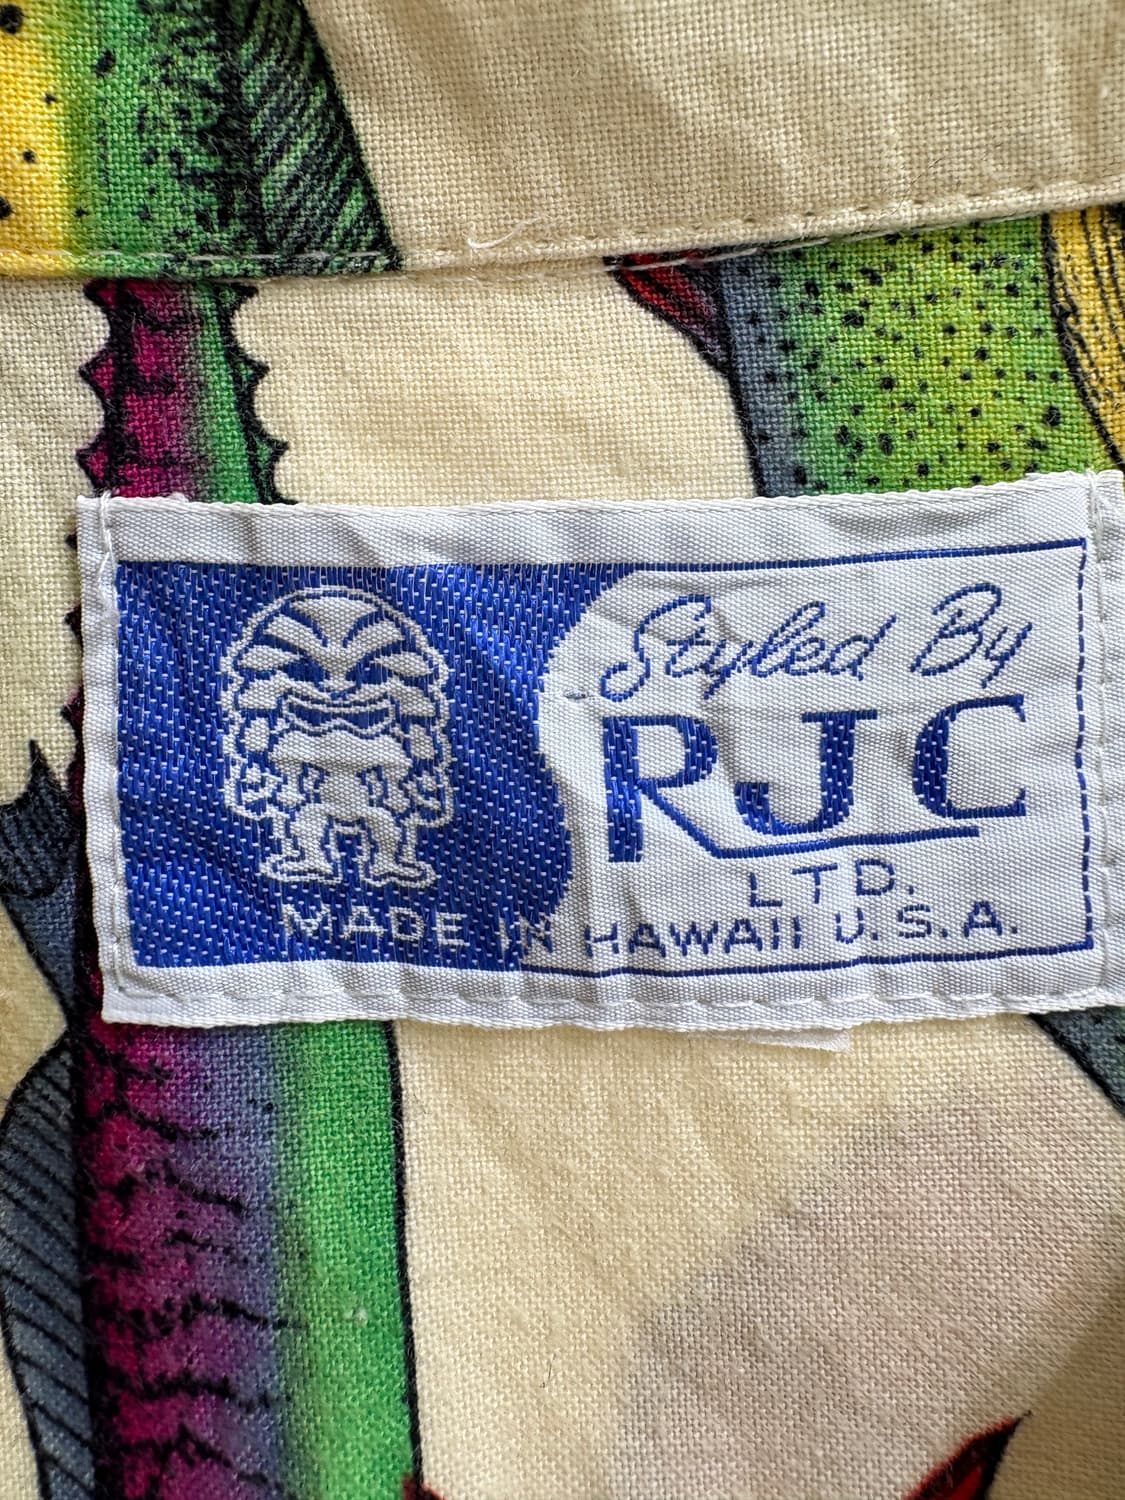 Styled By
RJC
LTD.
MADE IN HAWAII U.S.A.